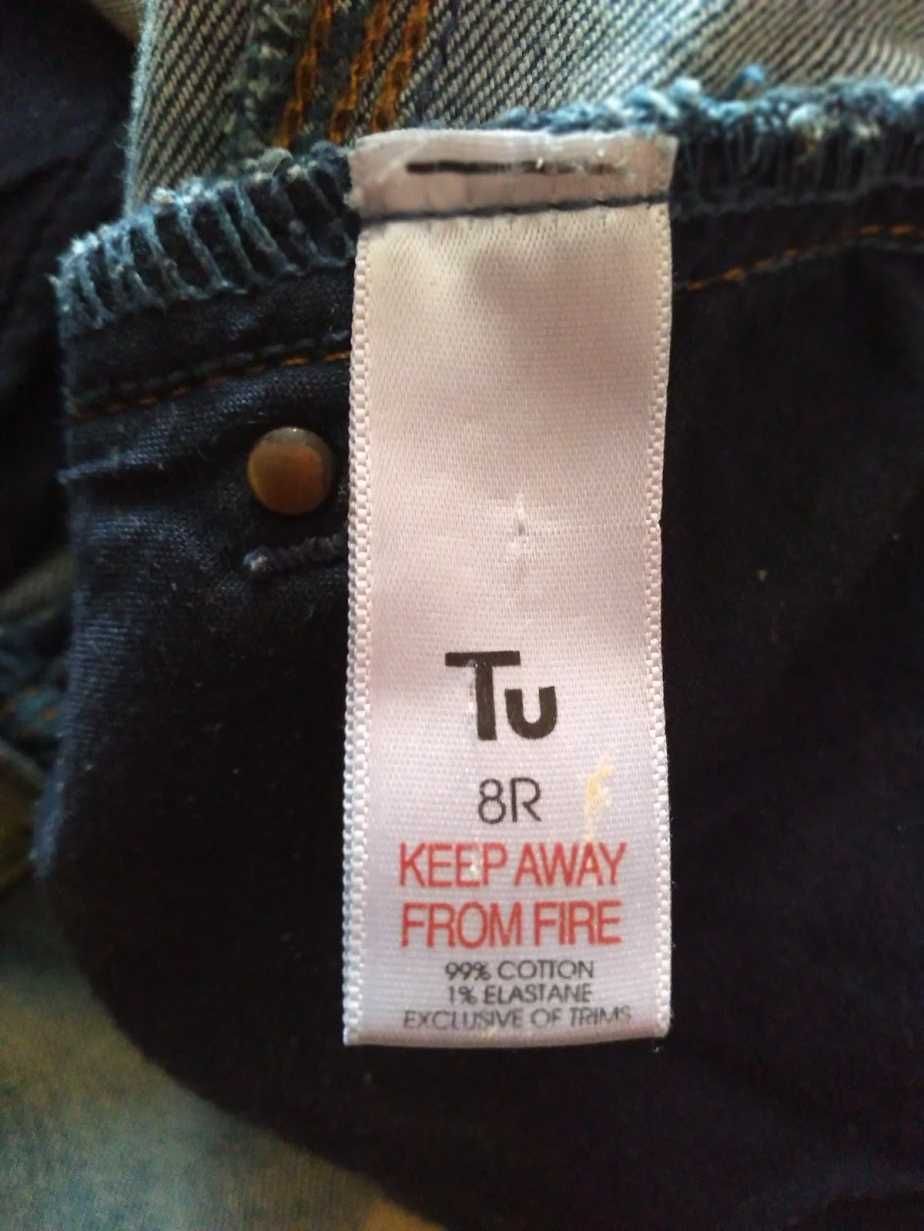 Tu
8R
KEEP AWAY
FROM FIRE
99% COTTON
1% ELASTANE
EXCLUSIVE OF TRIMS